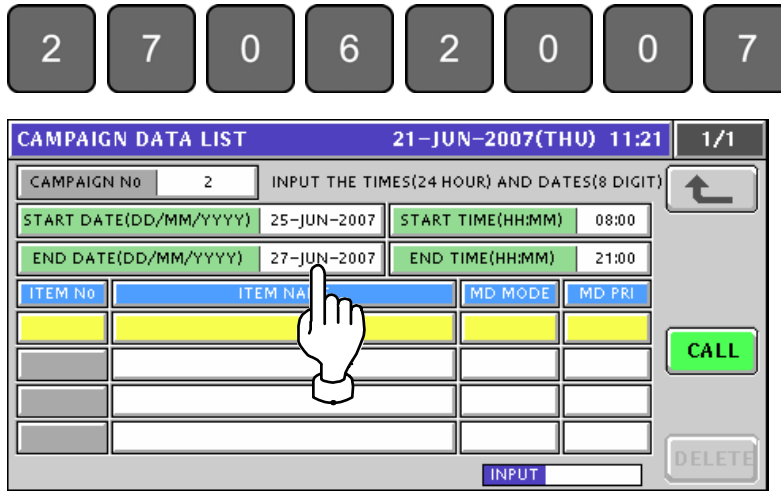 2 7 0 6 2 0 0 7
CAMPAIGN DATA LIST 21-JUN-2007(THU) 11:21 1/1
CAMPAIGN No 2 INPUT THE TIMES(24 HOUR) AND DATES(8 DIGIT)
START DATE(DD/MM/YYYY) 25-JUN-2007 START TIME(HH:MM) 08:00
END DATE(DD/MM/YYYY) 27-JUN-2007 END TIME(HH:MM) 21:00
ITEM No ITEM NA MD MODE MD PRI
CALL
DELETE
INPUT